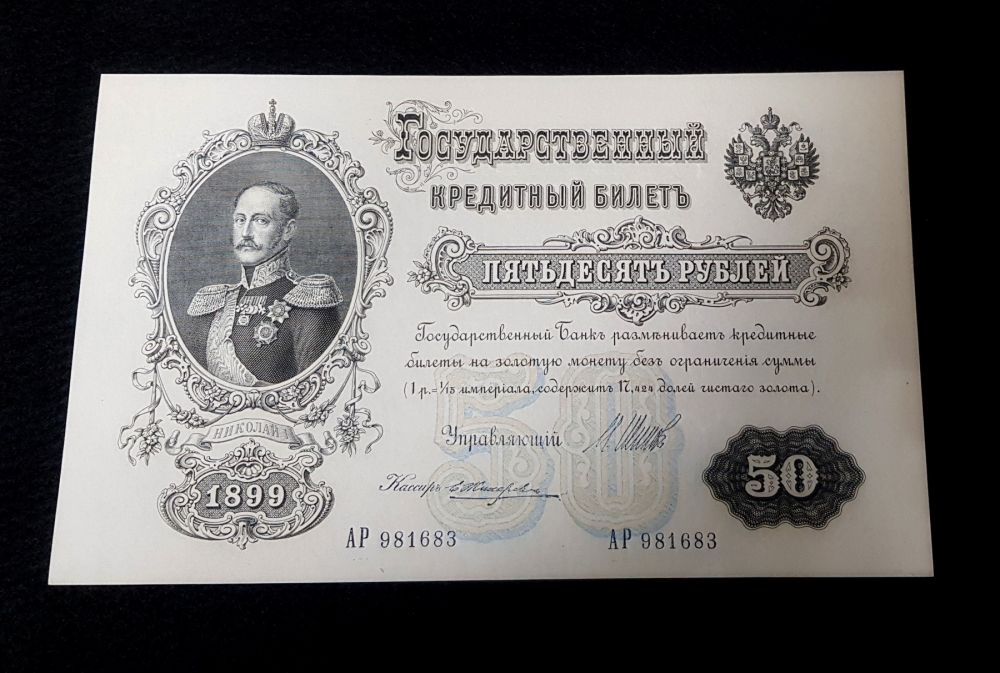 Государственный
кредитный билетъ
ПЯТЬДЕСЯТЪ РУБЛЕЙ
Государственный Банкъ размѣниваетъ кредитные
билеты на золотую монету безъ ограниченія суммы
(1 р.= 1/15 имперіала, содержитъ 17,424 долей чистаго золота).
Управляющій
Кассиръ
НИКОЛАЙ I
1899
50
50
АР 981683
АР 981683